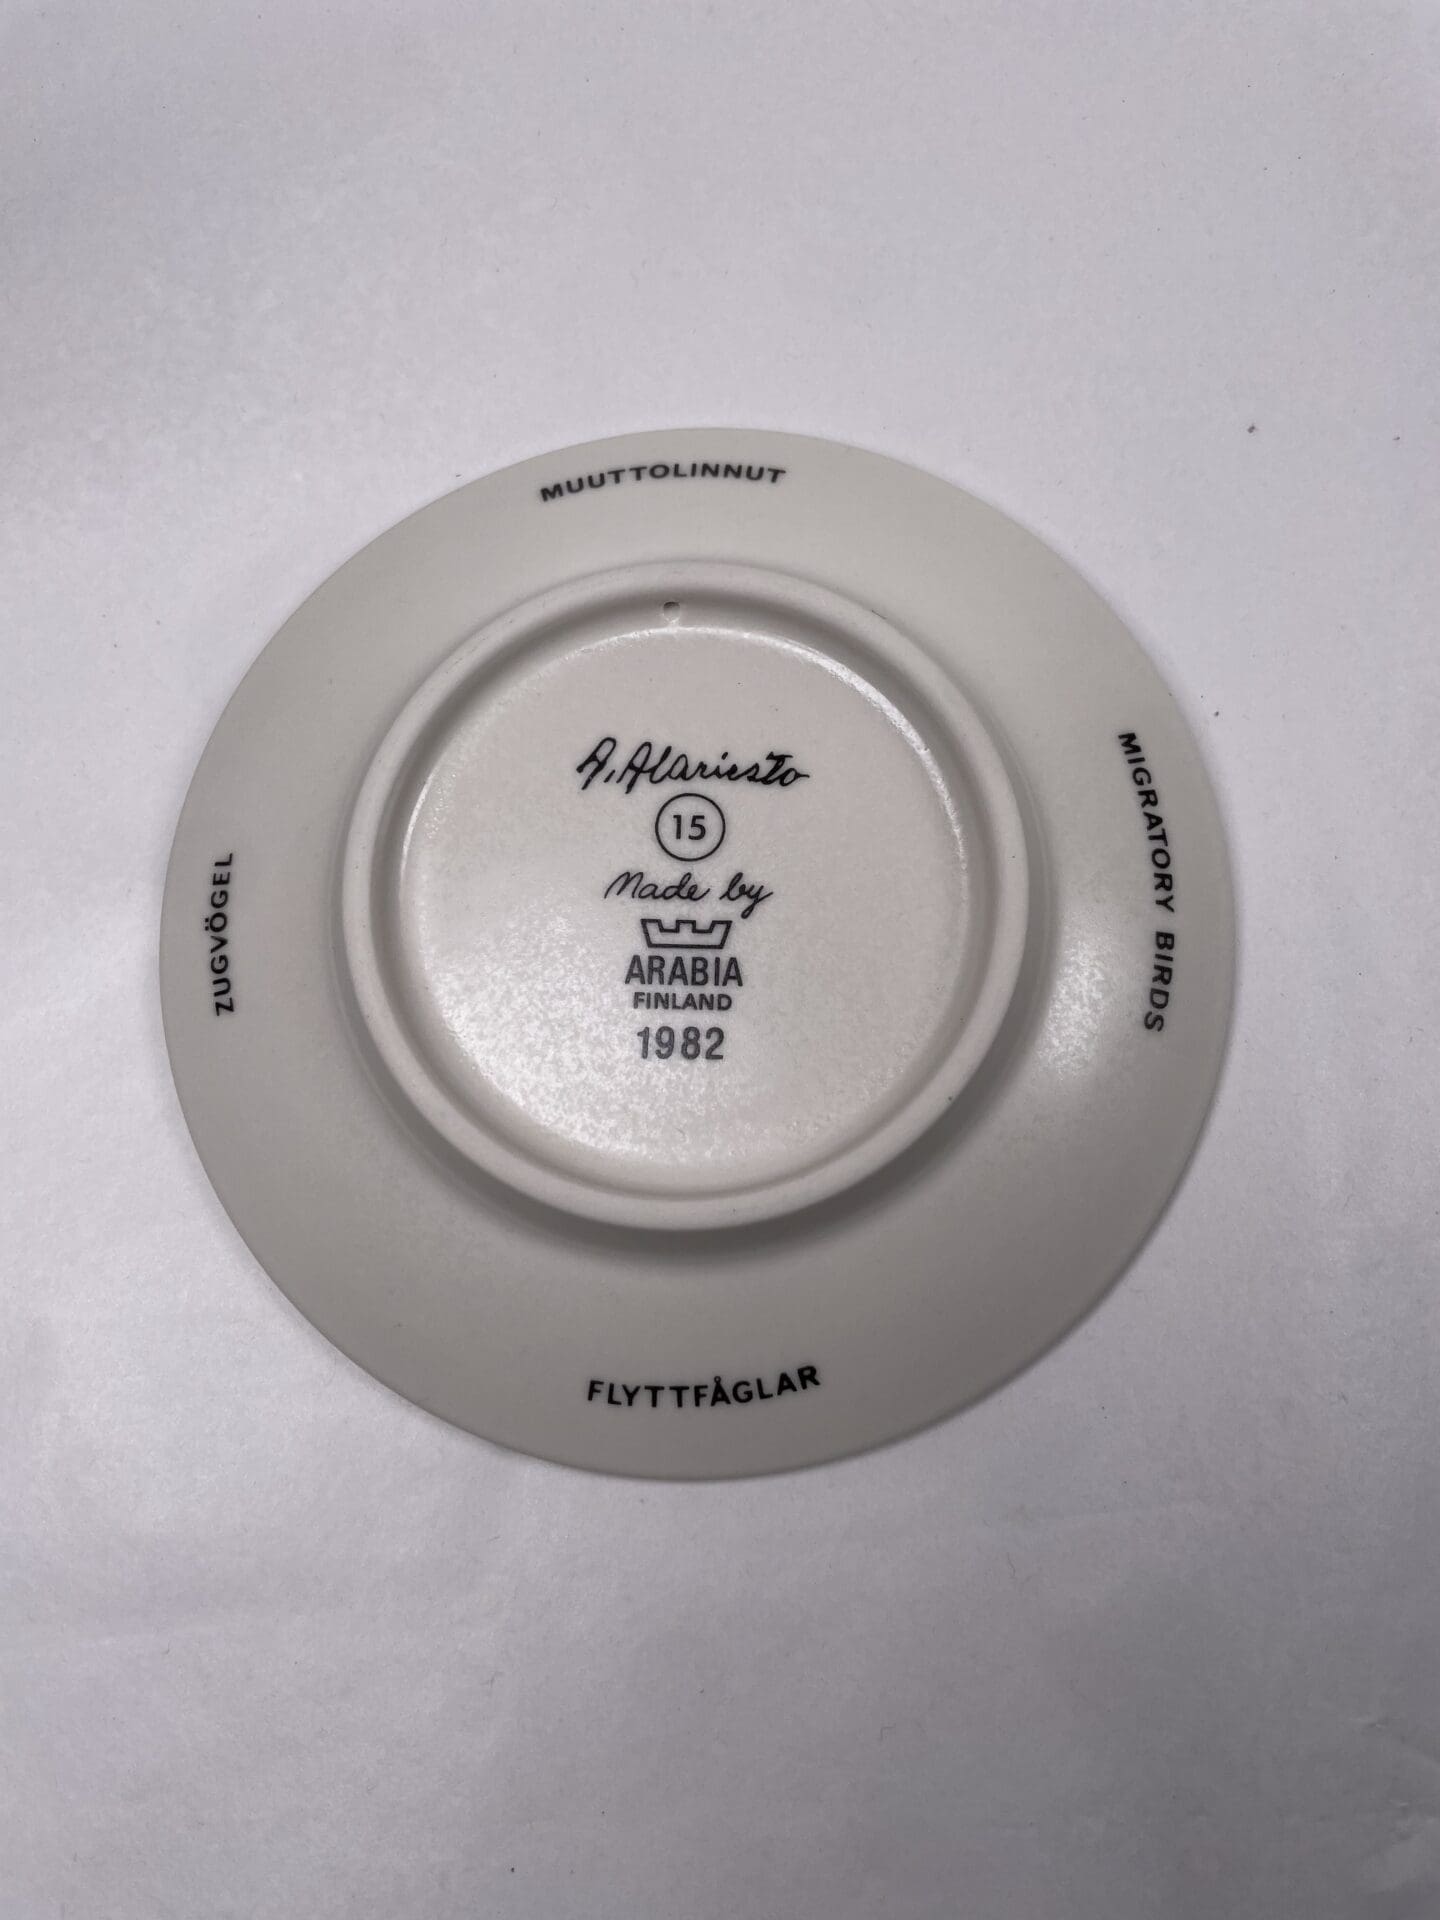 MUUTTOLINNUT
A. Alariesto
15
Made by
ARABIA
FINLAND
1982
MIGRATORY BIRDS
FLYTTFÅGLAR
ZUGVÖGEL